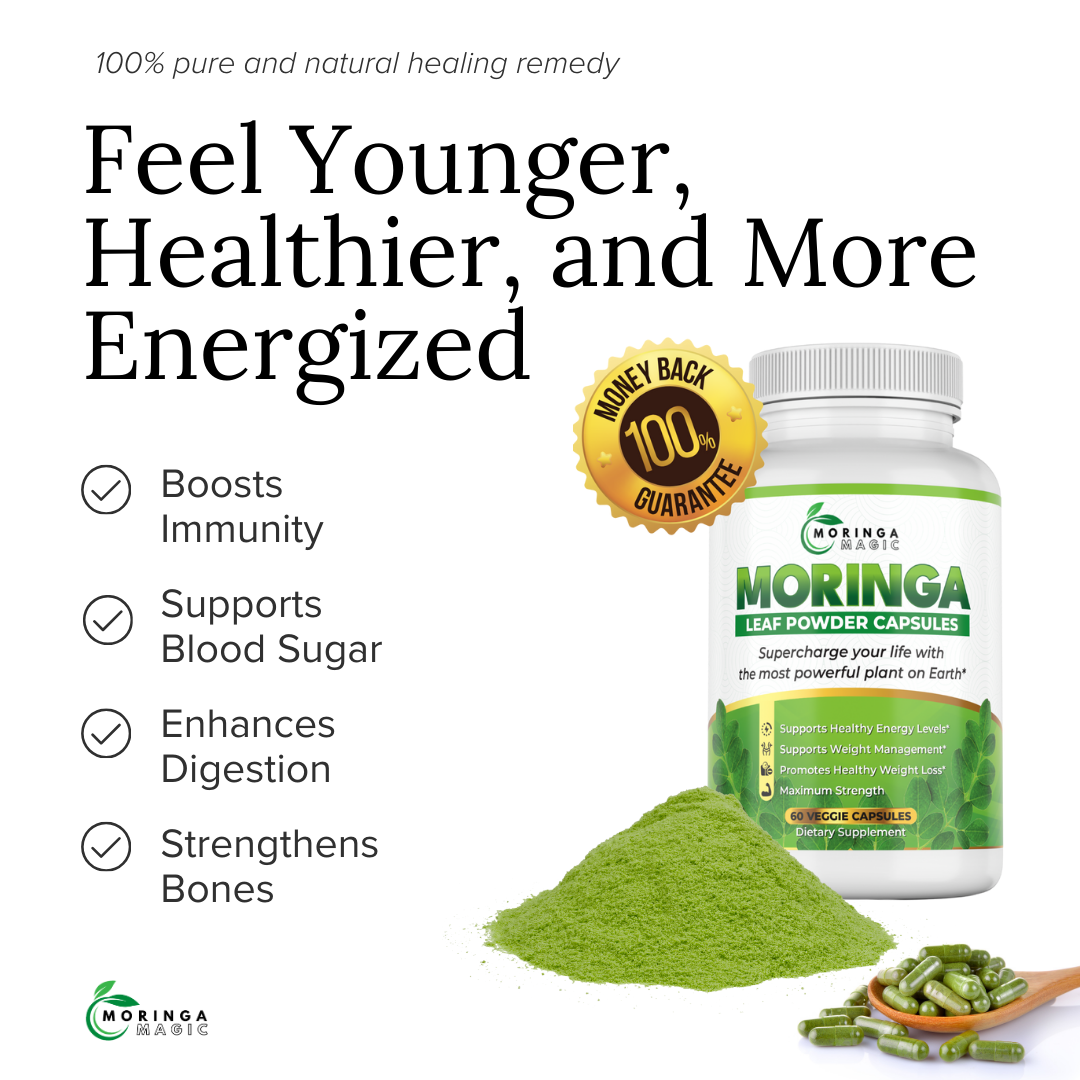 100% pure and natural healing remedy
Feel Younger,
Healthier, and More
Energized
MONEY BACK
100%
GUARANTEE
Boosts
Immunity
Supports
Blood Sugar
Enhances
Digestion
Strengthens
Bones
MORINGA
MAGIC
MORINGA
LEAF POWDER CAPSULES
Supercharge your life with
the most powerful plant on Earth*
Supports Healthy Energy Levels*
Supports Weight Management*
Promotes Healthy Weight Loss*
Maximum Strength
60 VEGGIE CAPSULES
Dietary Supplement
MORINGA
MAGIC